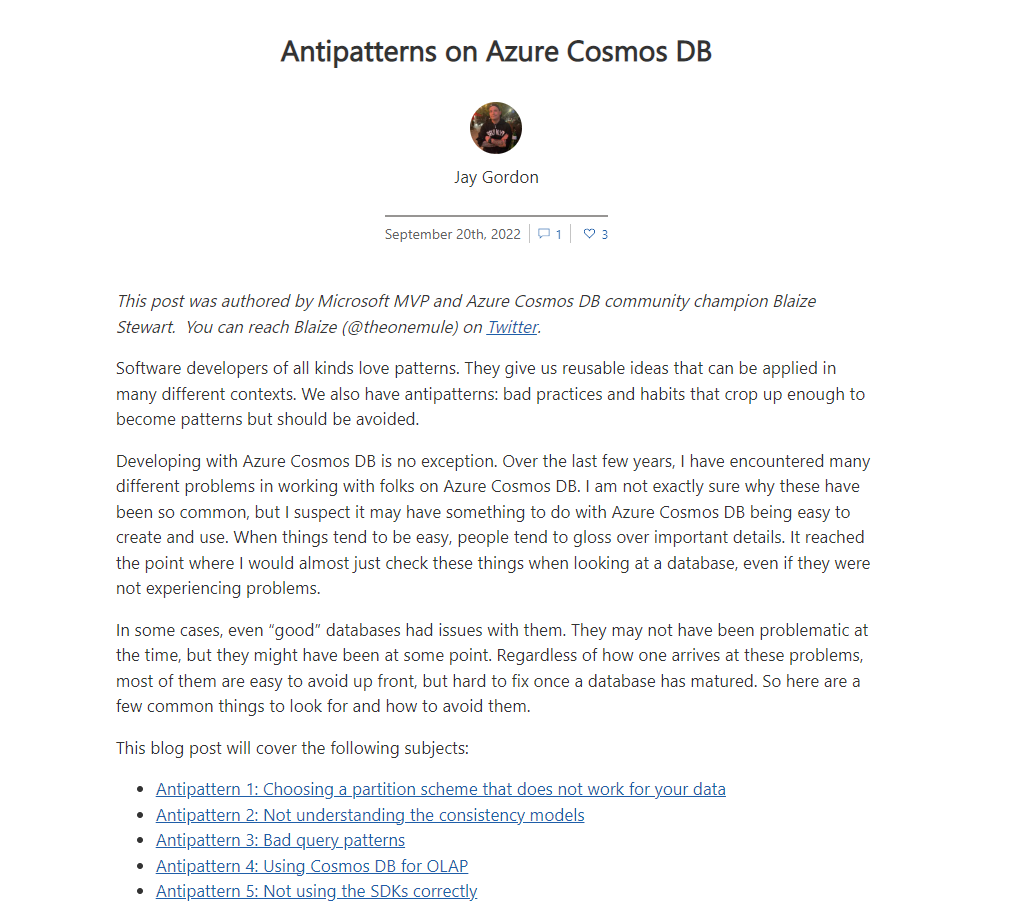 Antipatterns on Azure Cosmos DB
Jay Gordon
September 20th, 2022 1 3
This post was authored by Microsoft MVP and Azure Cosmos DB community champion Blaize
Stewart.  You can reach Blaize (@theonemule) on Twitter.
Software developers of all kinds love patterns. They give us reusable ideas that can be applied in
many different contexts. We also have antipatterns: bad practices and habits that crop up enough to
become patterns but should be avoided.
Developing with Azure Cosmos DB is no exception. Over the last few years, I have encountered many
different problems in working with folks on Azure Cosmos DB. I am not exactly sure why these have
been so common, but I suspect it may have something to do with Azure Cosmos DB being easy to
create and use. When things tend to be easy, people tend to gloss over important details. It reached
the point where I would almost just check these things when looking at a database, even if they were
not experiencing problems.
In some cases, even “good” databases had issues with them. They may not have been problematic at
the time, but they might have been at some point. Regardless of how one arrives at these problems,
most of them are easy to avoid up front, but hard to fix once a database has matured. So here are a
few common things to look for and how to avoid them.
This blog post will cover the following subjects:
• Antipattern 1: Choosing a partition scheme that does not work for your data
• Antipattern 2: Not understanding the consistency models
• Antipattern 3: Bad query patterns
• Antipattern 4: Using Cosmos DB for OLAP
• Antipattern 5: Not using the SDKs correctly